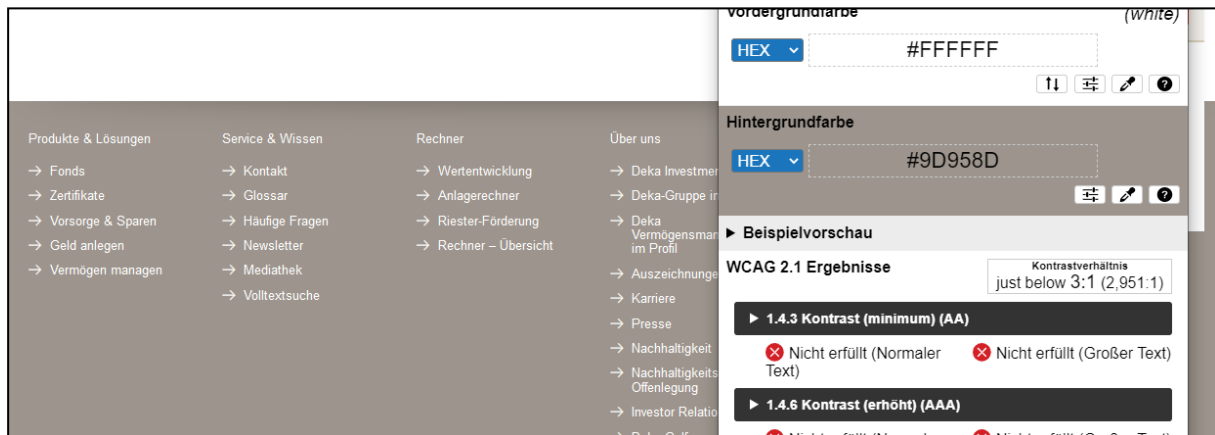 Produkte & Lösungen
→ Fonds
→ Zertifikate
→ Vorsorge & Sparen
→ Geld anlegen
→ Vermögen managen
Service & Wissen
→ Kontakt
→ Glossar
→ Häufige Fragen
→ Newsletter
→ Mediathek
→ Volltextsuche
Rechner
→ Wertentwicklung
→ Anlagerechner
→ Riester-Förderung
→ Rechner – Übersicht
Über uns
→ Deka Investmen
→ Deka-Gruppe i
→ Deka
Vermögensman
im Profil
→ Auszeichnunge
→ Karriere
→ Presse
→ Nachhaltigkeit
→ Nachhaltigkeits
Offenlegung
→ Investor Relatio
Vordergrundfarbe (white)
HEX #FFFFFF
Hintergrundfarbe
HEX #9D958D
▶ Beispielvorschau
WCAG 2.1 Ergebnisse
Kontrastverhältnis
just below 3:1 (2,951:1)
▶ 1.4.3 Kontrast (minimum) (AA)
Nicht erfüllt (Normaler
Text)
Nicht erfüllt (Großer Text)
▶ 1.4.6 Kontrast (erhöht) (AAA)